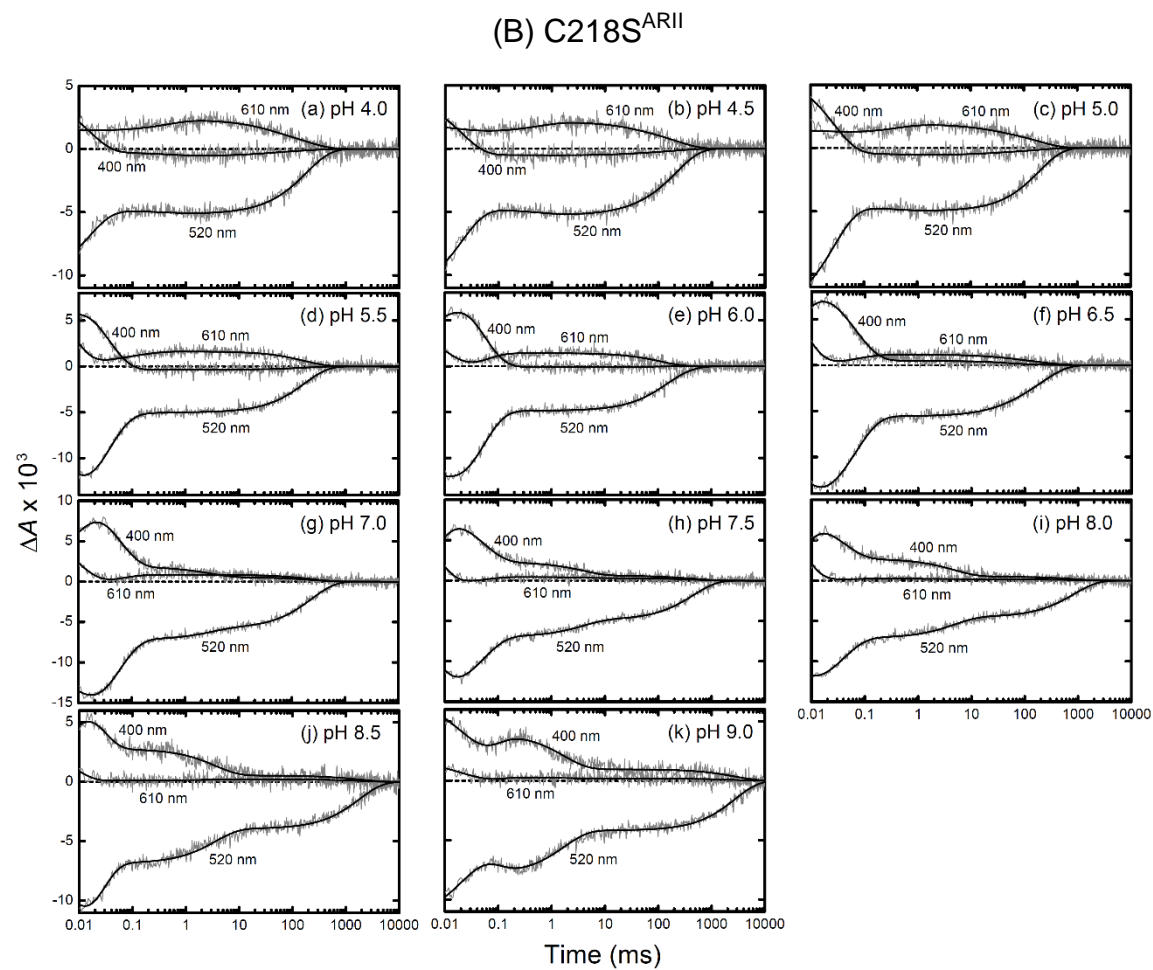 (B) C218S^ARII
(a) pH 4.0
610 nm
400 nm
520 nm
(b) pH 4.5
610 nm
400 nm
520 nm
(c) pH 5.0
400 nm
610 nm
520 nm
5
0
-5
-10
(d) pH 5.5
400 nm
610 nm
520 nm
(e) pH 6.0
400 nm
610 nm
520 nm
(f) pH 6.5
400 nm
610 nm
520 nm
5
0
-5
-10
ΔA x 10³
(g) pH 7.0
400 nm
610 nm
520 nm
(h) pH 7.5
400 nm
610 nm
520 nm
(i) pH 8.0
400 nm
610 nm
520 nm
10
5
0
-5
-10
-15
0.01 0.1 1 10 100 1000 10000
(j) pH 8.5
400 nm
610 nm
520 nm
(k) pH 9.0
400 nm
610 nm
520 nm
5
0
-5
-10
0.01 0.1 1 10 100 1000 10000
0.01 0.1 1 10 100 1000 10000
Time (ms)